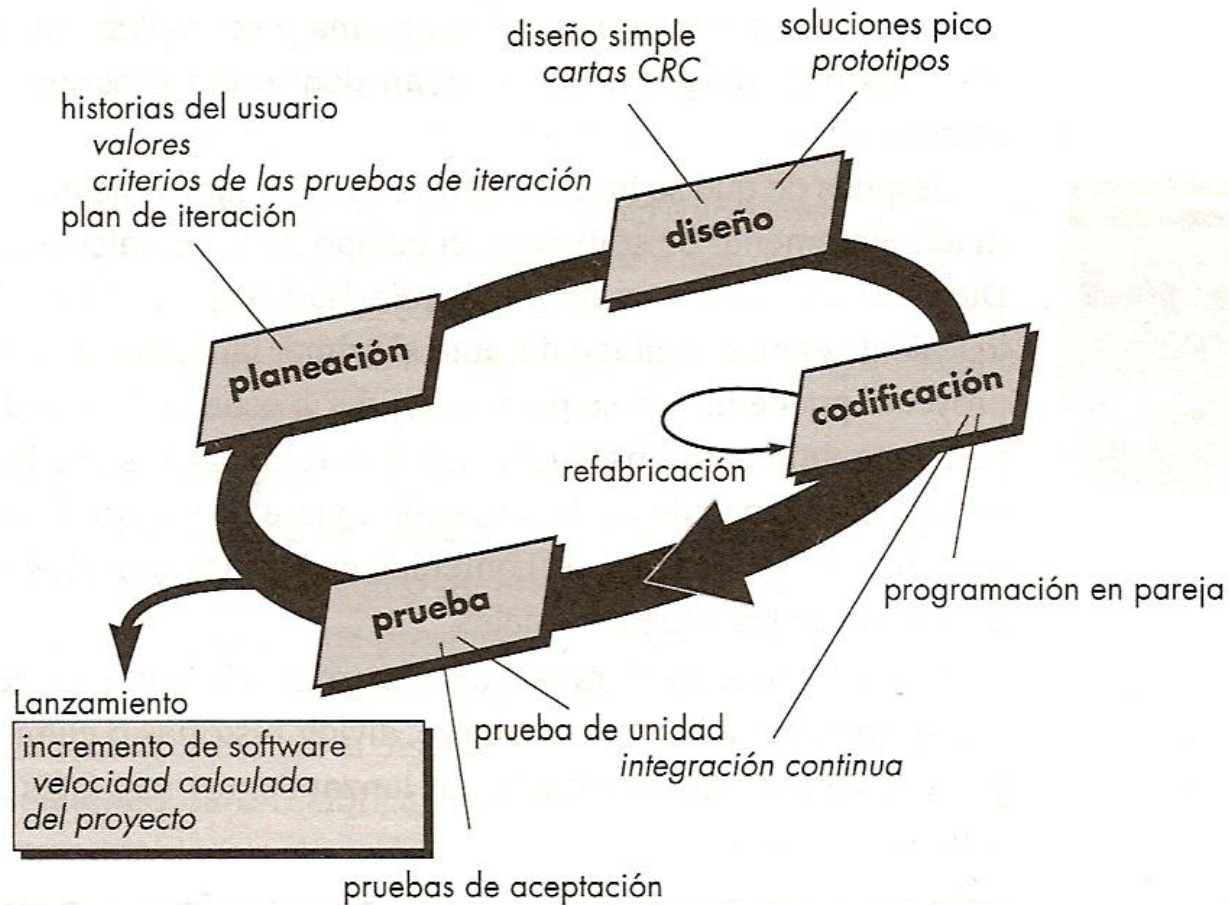 diseño simple
cartas CRC
soluciones pico
prototipos
historias del usuario
valores
criterios de las pruebas de iteración
plan de iteración
diseño
planeación
codificación
refabricación
programación en pareja
prueba
Lanzamiento
incremento de software
velocidad calculada
del proyecto
prueba de unidad
integración continua
pruebas de aceptación